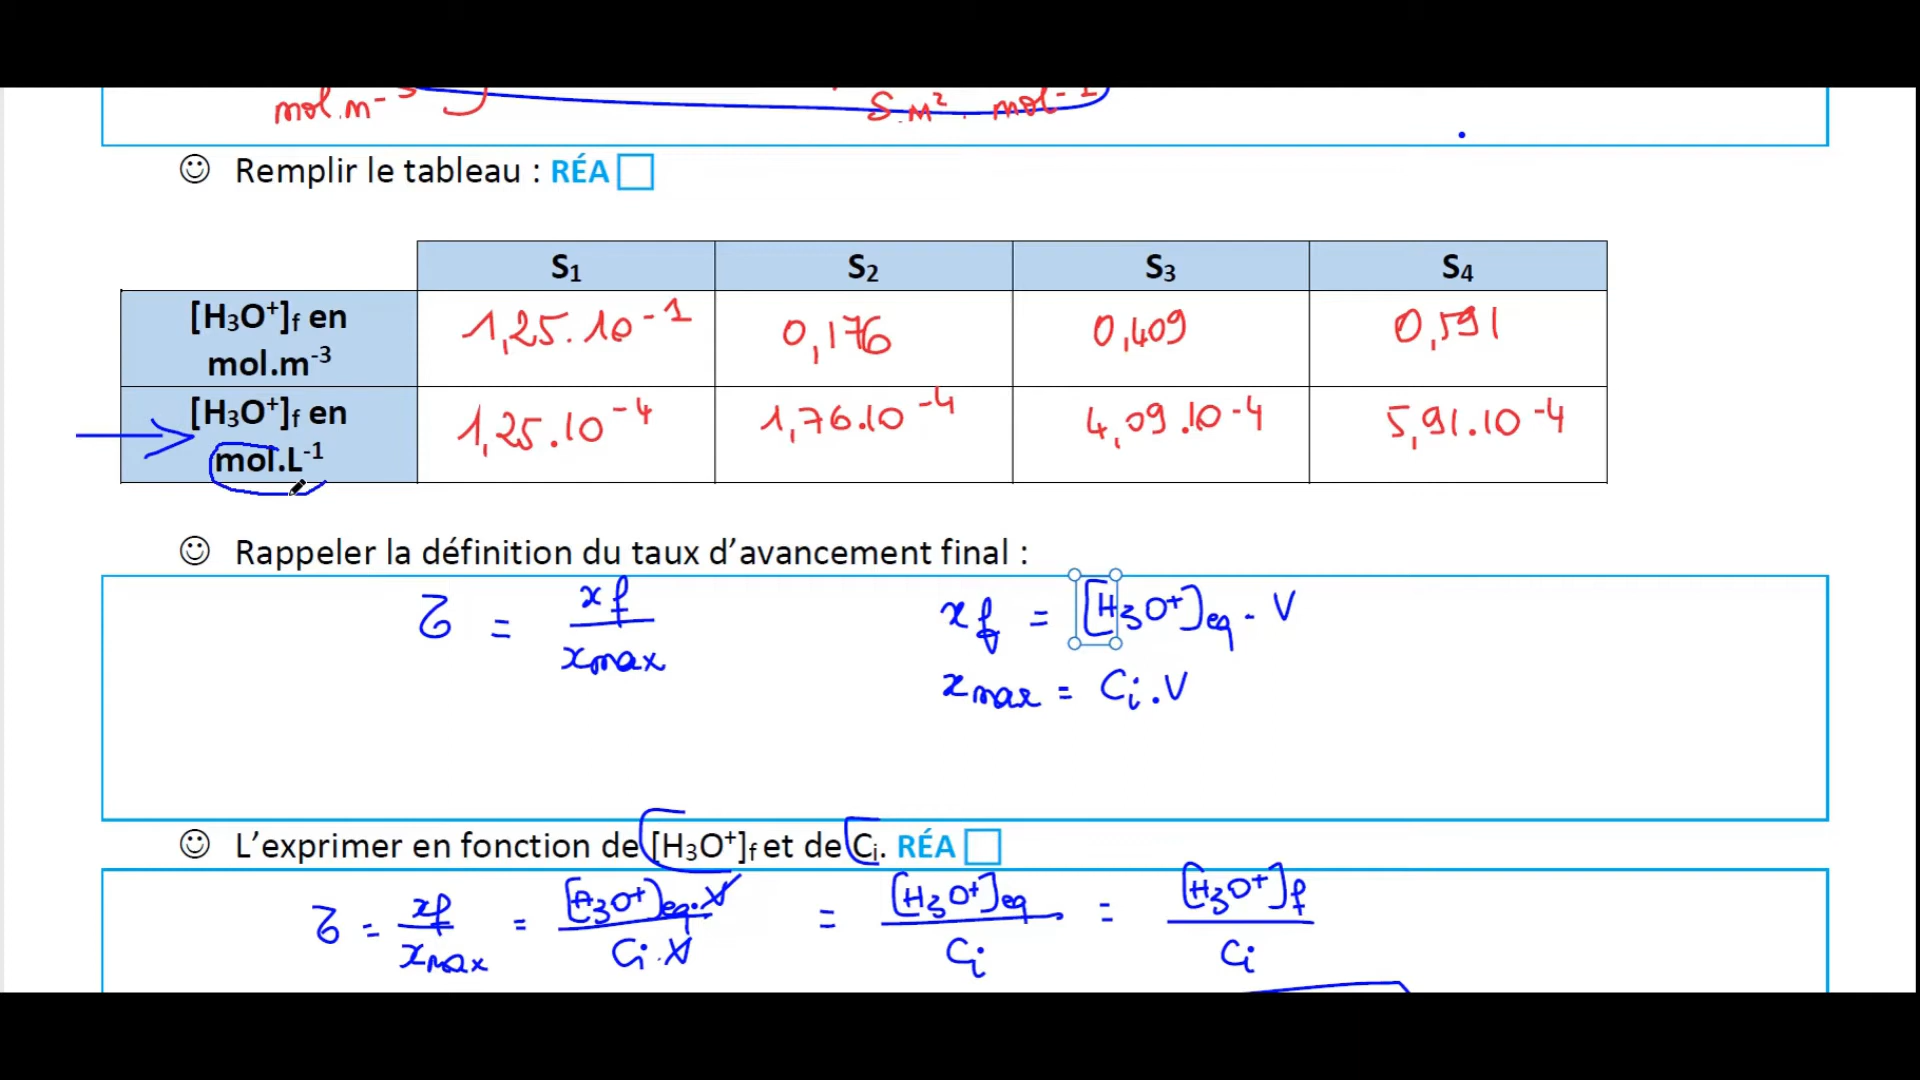 mol.m⁻³ S.m².mol⁻¹
☺ Remplir le tableau : RÉA ☐
S₁ S₂ S₃ S₄
[H₃O⁺]f en
mol.m⁻³
1,25.10⁻¹ 0,176 0,409 0,591
[H₃O⁺]f en
mol.L⁻¹
1,25.10⁻⁴ 1,76.10⁻⁴ 4,09.10⁻⁴ 5,91.10⁻⁴
☺ Rappeler la définition du taux d’avancement final :
τ = xf / xmax
xf = [H₃O⁺]eq . V
xmax = Ci . V
☺ L’exprimer en fonction de [H₃O⁺]f et de Ci. RÉA ☐
τ = xf / xmax = [H₃O⁺]eq . V / Ci . V = [H₃O⁺]eq / Ci = [H₃O⁺]f / Ci